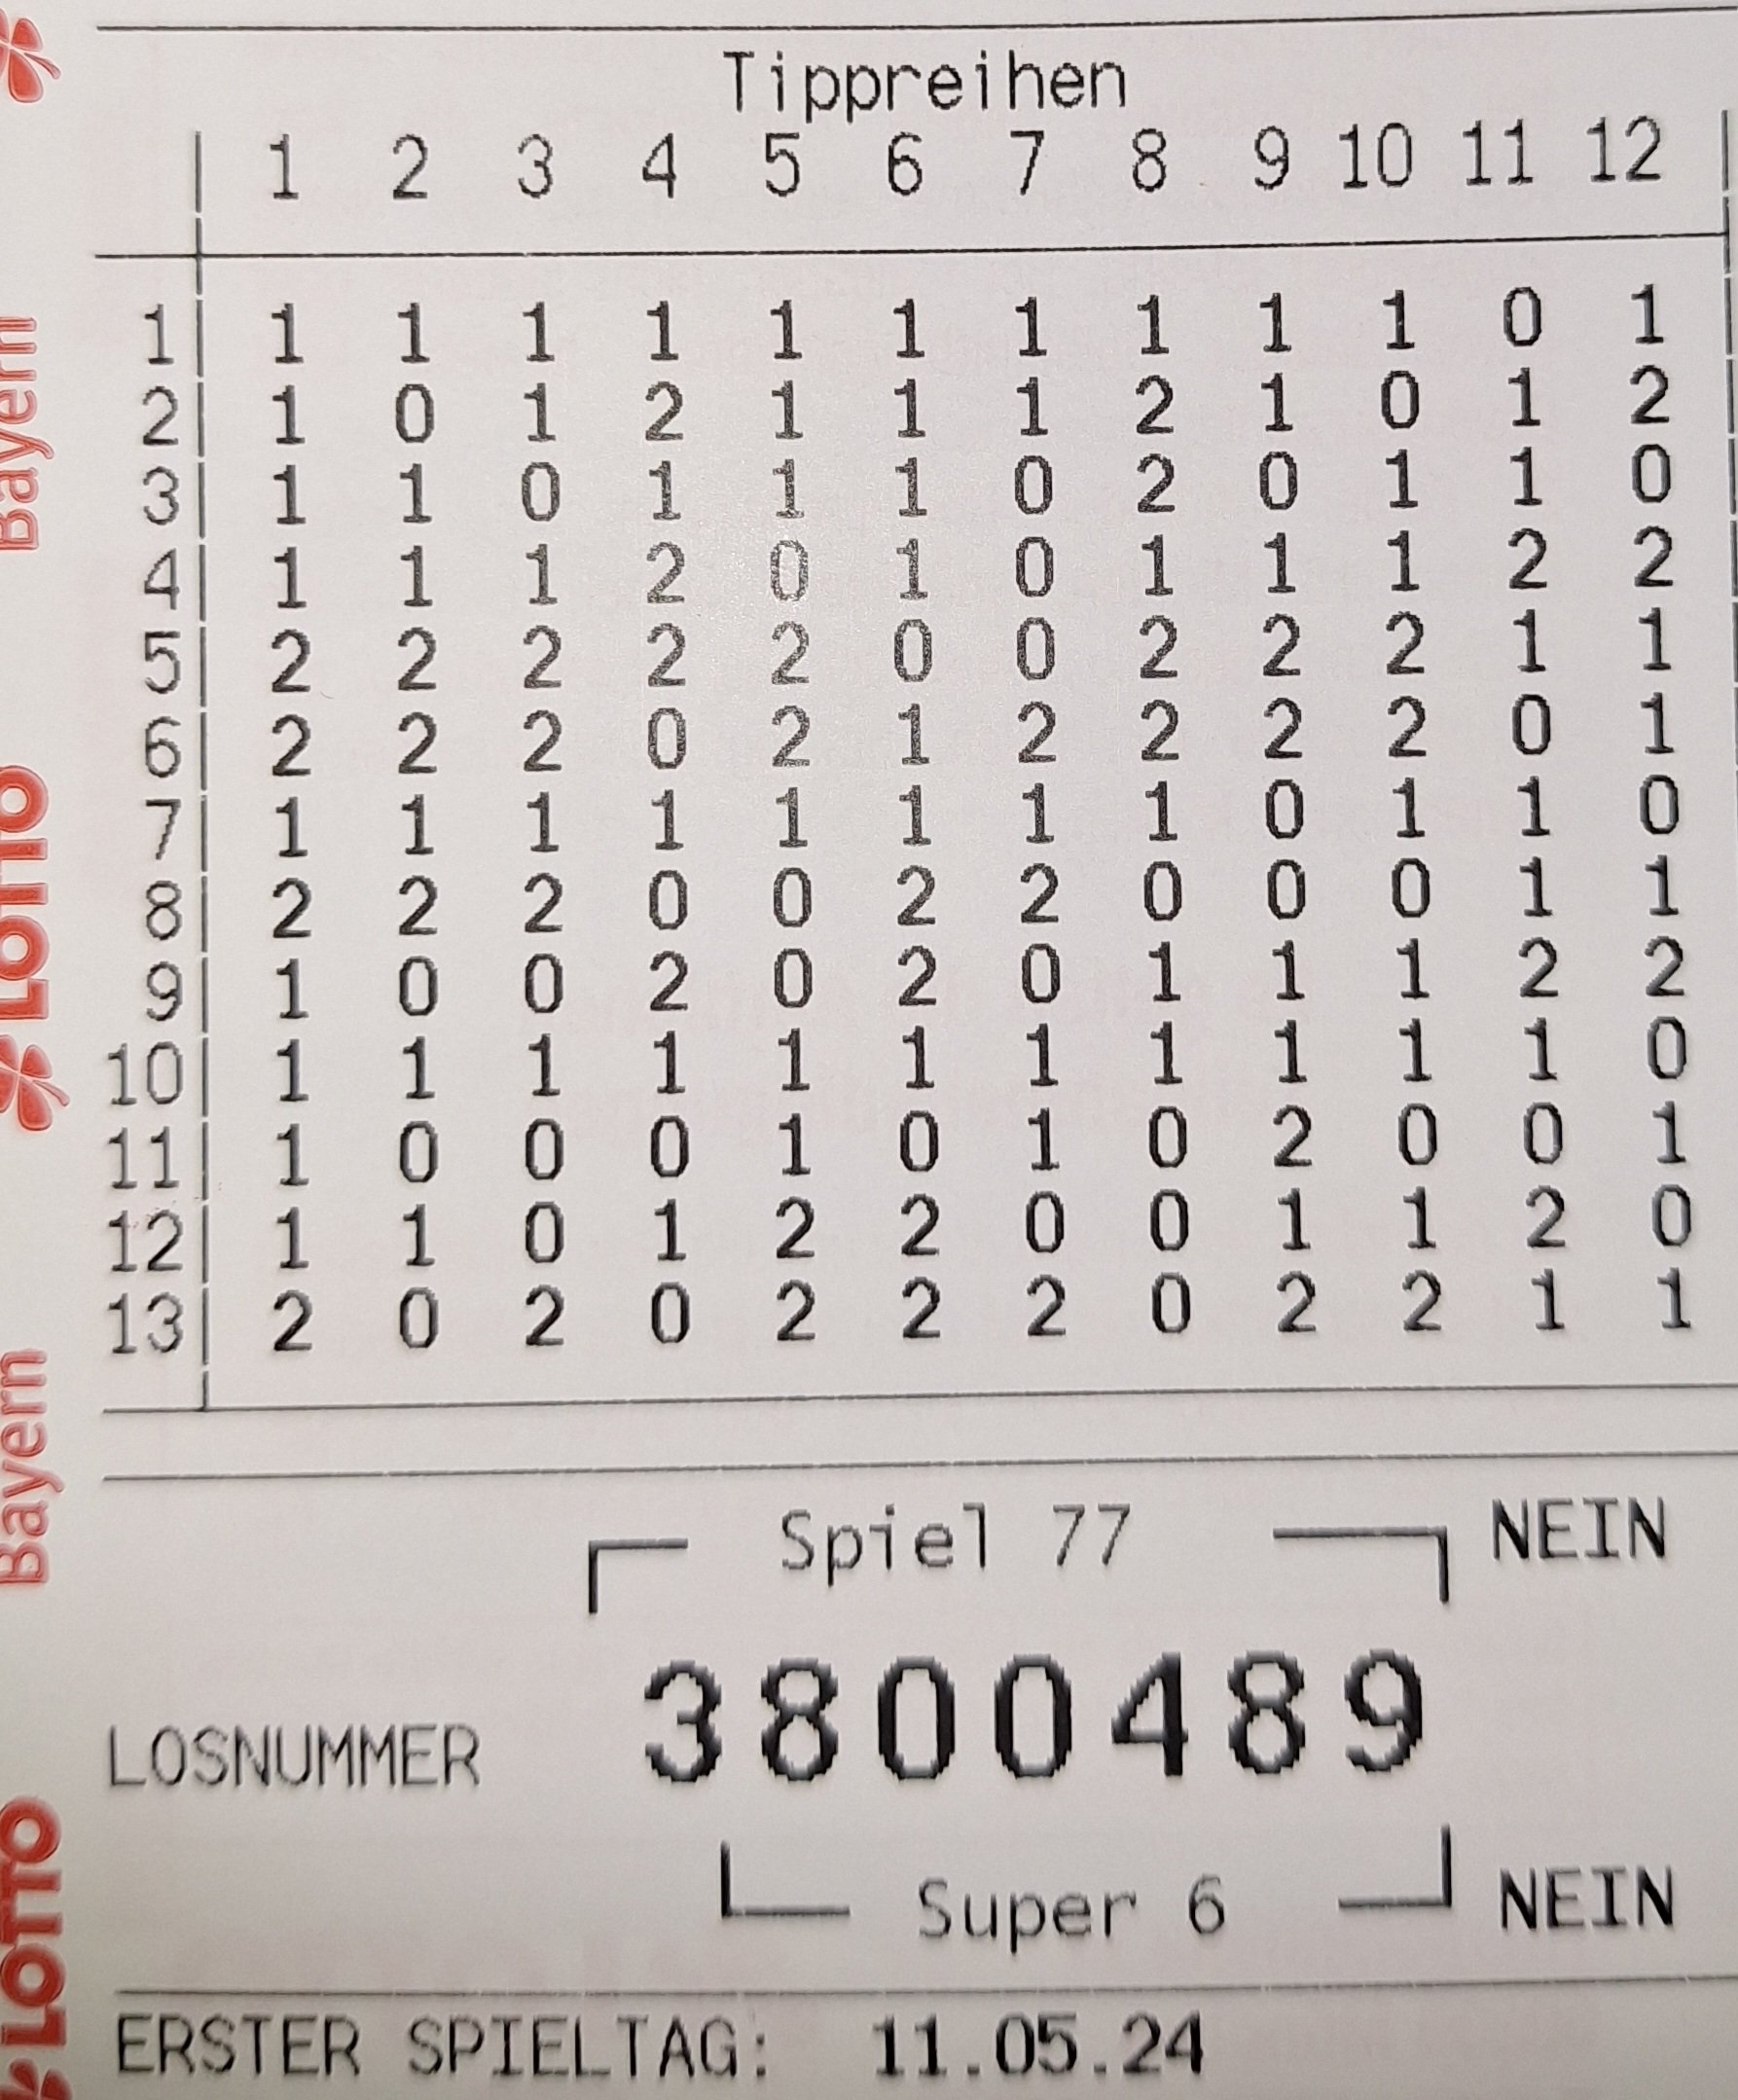 Tippreihen
1 2 3 4 5 6 7 8 9 10 11 12
1 1 1 1 1 1 1 1 1 1 1 0 1
2 1 0 1 2 1 1 1 2 1 0 1 2
3 1 1 0 1 1 1 0 2 0 1 1 0
4 1 1 1 2 0 1 0 1 1 1 2 2
5 2 2 2 2 2 0 0 2 2 2 1 1
6 2 2 2 0 2 1 2 2 2 2 0 1
7 1 1 1 1 1 1 1 1 0 1 1 0
8 2 2 2 0 0 2 2 0 0 0 1 1
9 1 0 0 2 0 2 0 1 1 1 2 2
10 1 1 1 1 1 1 1 1 1 1 1 0
11 1 0 0 0 1 0 1 0 2 0 0 1
12 1 1 0 1 2 2 0 0 1 1 2 0
13 2 0 2 0 2 2 2 0 2 2 1 1
Spiel 77 NEIN
LOSNUMMER 3800489
Super 6 NEIN
ERSTER SPIELTAG: 11.05.24
Bayern
LOTTO
Bayern
LOTTO